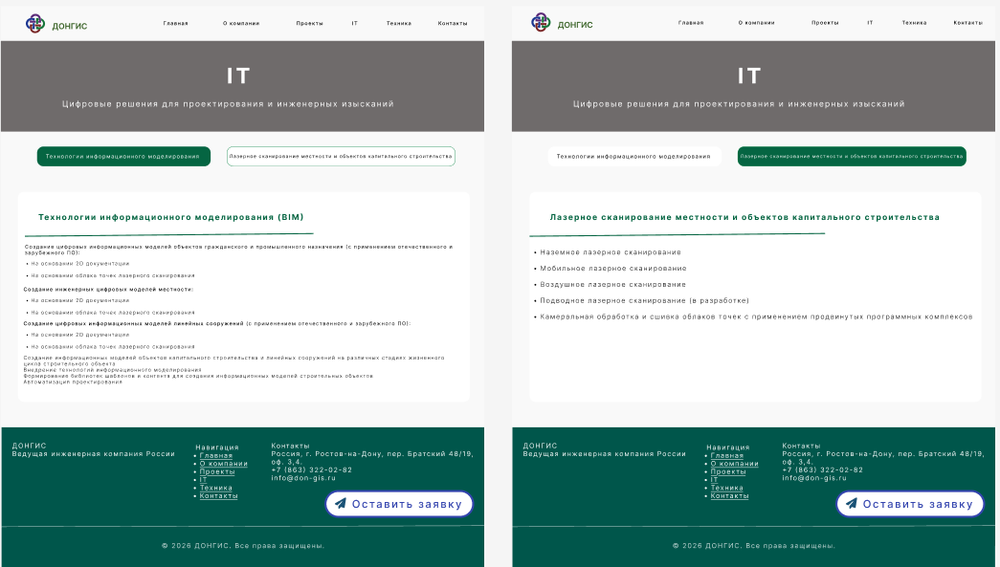 ДОНГИС
Главная
О компании
Проекты
IT
Техника
Контакты
IT
Цифровые решения для проектирования и инженерных изысканий
Технологии информационного моделирования
Лазерное сканирование местности и объектов капитального строительства
Технологии информационного моделирования (BIM)
Создание цифровых информационных моделей объектов гражданского и промышленного назначения (с применением отечественного и
зарубежного ПО):
• На основании 2D документации
• На основании облака точек лазерного сканирования
Создание инженерных цифровых моделей местности:
• На основании 2D документации
• На основании облака точек лазерного сканирования
Создание цифровых информационных моделей линейных сооружений (с применением отечественного и зарубежного ПО):
• На основании 2D документации
• На основании облака точек лазерного сканирования
Создание информационных моделей объектов капитального строительства и линейных сооружений на различных стадиях жизненного
цикла строительного объекта
Внедрение технологий информационного моделирования
Формирование библиотек шаблонов и контента для создания информационных моделей строительных объектов
Автоматизация проектирования
ДОНГИС
Ведущая инженерная компания России
Навигация
• Главная
• О компании
• Проекты
• IT
• Техника
• Контакты
Контакты
Россия, г. Ростов-на-Дону, пер. Братский 48/19,
оф. 3,4.
+7 (863) 322-02-82
info@don-gis.ru
Оставить заявку
© 2026 ДОНГИС. Все права защищены.
ДОНГИС
Главная
О компании
Проекты
IT
Техника
Контакты
IT
Цифровые решения для проектирования и инженерных изысканий
Технологии информационного моделирования
Лазерное сканирование местности и объектов капитального строительства
Лазерное сканирование местности и объектов капитального строительства
• Наземное лазерное сканирование
• Мобильное лазерное сканирование
• Воздушное лазерное сканирование
• Подводное лазерное сканирование (в разработке)
• Камеральная обработка и сшивка облаков точек с применением продвинутых программных комплексов
ДОНГИС
Ведущая инженерная компания России
Навигация
• Главная
• О компании
• Проекты
• IT
• Техника
• Контакты
Контакты
Россия, г. Ростов-на-Дону, пер. Братский 48/19,
оф. 3,4.
+7 (863) 322-02-82
info@don-gis.ru
Оставить заявку
© 2026 ДОНГИС. Все права защищены.